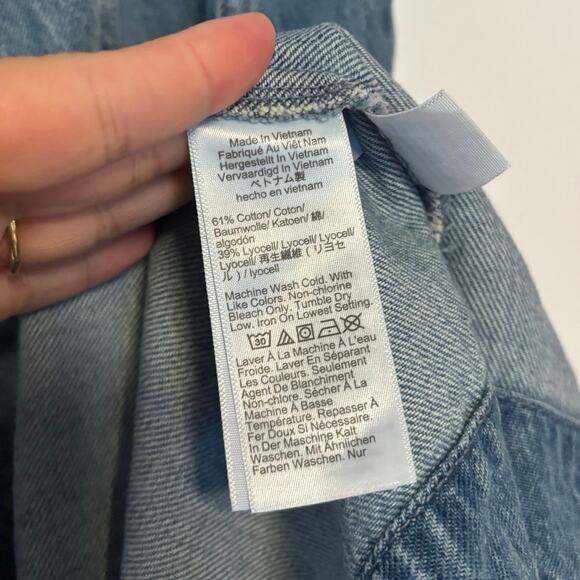 Made In Vietnam
Fabriqué Au Việt Nam
Hergestellt In Vietnam
Vervaardigd In Vietnam
ベトナム製
hecho en vietnam
61% Cotton/ Coton/
Baumwolle/ Katoen/ 綿/
algodón
39% Lyocell/ Lyocell/ Lyocell/
Lyocell/ 再生繊維 (リヨセ
ル) / lyocell
Machine Wash Cold. With
Like Colors. Non-chlorine
Bleach Only. Tumble Dry
Low. Iron On Lowest Setting.
30
Laver À La Machine À L'eau
Froide. Laver En Séparant
Les Couleurs. Seulement
Agent De Blanchiment
Non-chlore. Sécher À La
Machine À Basse
Température. Repasser À
Fer Doux Si Nécessaire.
In Der Maschine Kalt
Waschen. Mit Ähnlichen
Farben Waschen. Nur